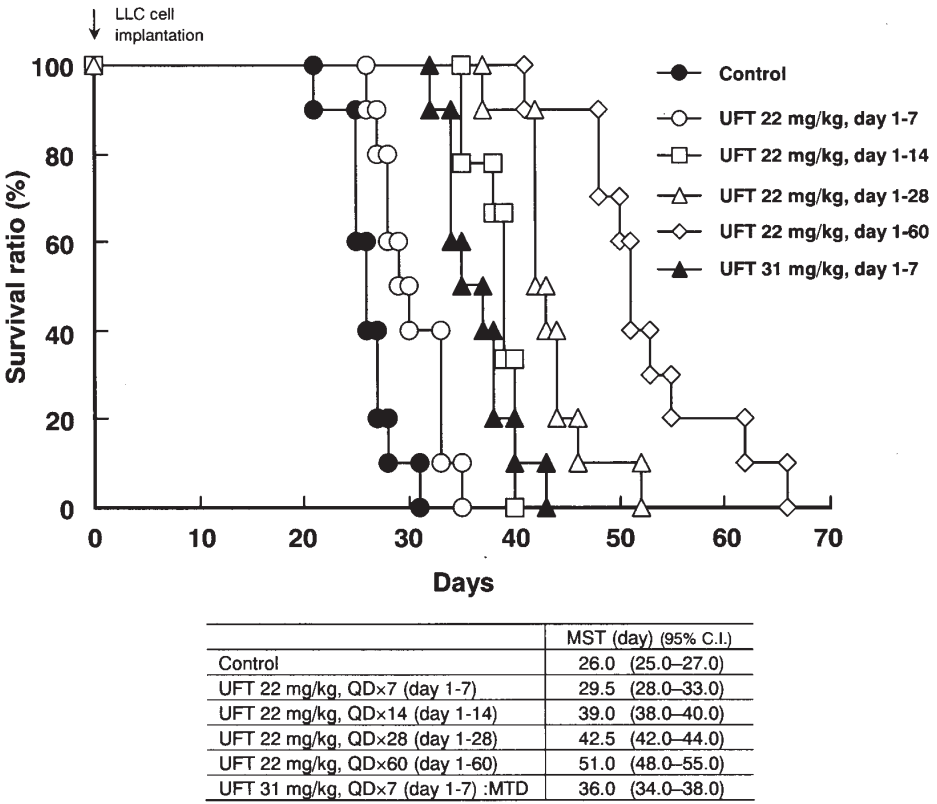 LLC cell
implantation
100
80
60
40
20
0
Survival ratio (%)
0 10 20 30 40 50 60 70
Days
Control
UFT 22 mg/kg, day 1-7
UFT 22 mg/kg, day 1-14
UFT 22 mg/kg, day 1-28
UFT 22 mg/kg, day 1-60
UFT 31 mg/kg, day 1-7
MST (day) (95% C.I.)
Control 26.0 (25.0–27.0)
UFT 22 mg/kg, QD×7 (day 1-7) 29.5 (28.0–33.0)
UFT 22 mg/kg, QD×14 (day 1-14) 39.0 (38.0–40.0)
UFT 22 mg/kg, QD×28 (day 1-28) 42.5 (42.0–44.0)
UFT 22 mg/kg, QD×60 (day 1-60) 51.0 (48.0–55.0)
UFT 31 mg/kg, QD×7 (day 1-7) :MTD 36.0 (34.0–38.0)